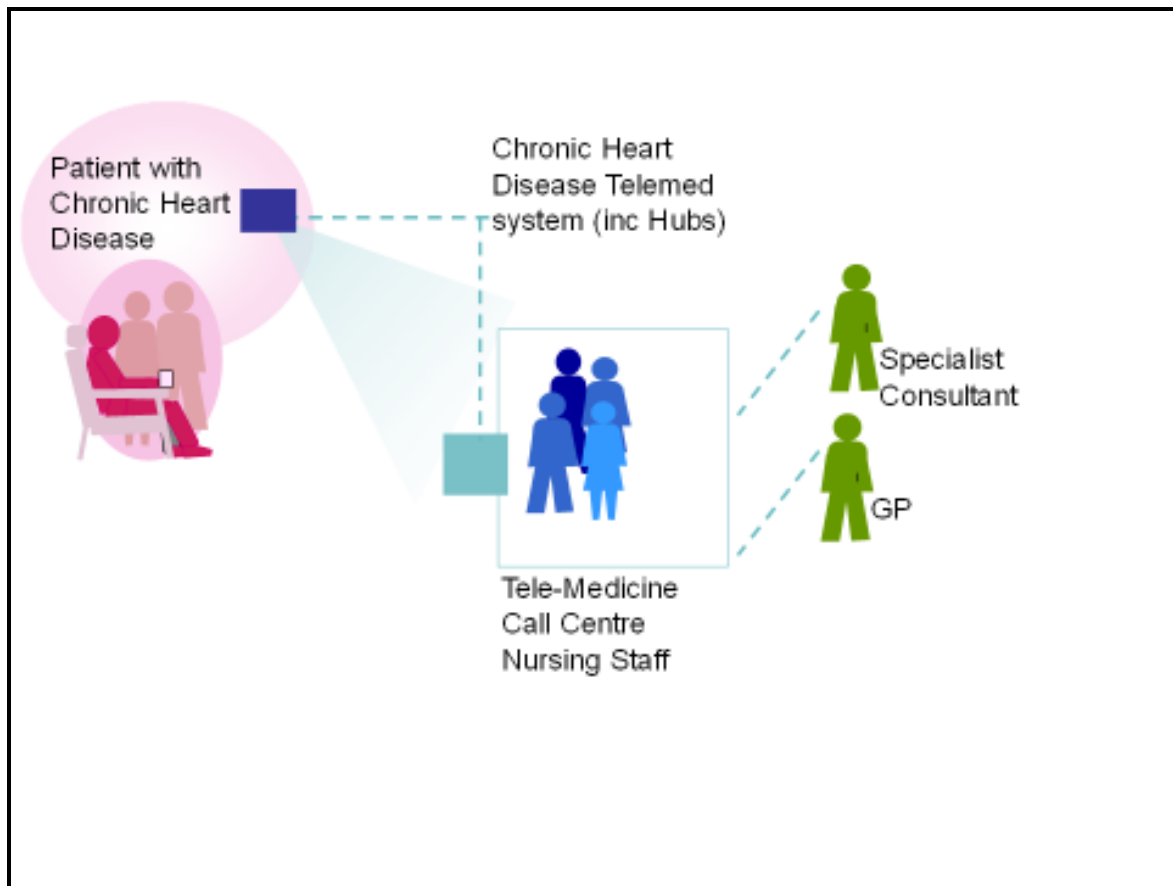 Patient with
Chronic Heart
Disease
Chronic Heart
Disease Telemed
system (inc Hubs)
Specialist
Consultant
GP
Tele-Medicine
Call Centre
Nursing Staff